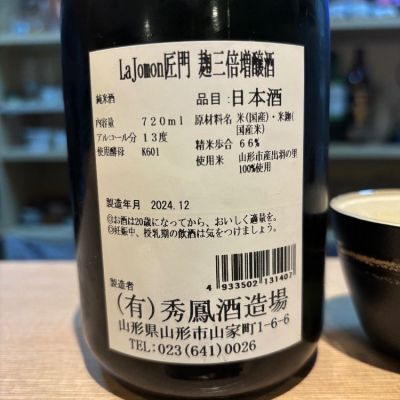 LaJomon匠門 麹三倍増醸酒
純米酒 品目:日本酒
内容量 720ml 原材料名:米(国産)・米麹(国産米)
アルコール分 13度 精米歩合 66%
使用酵母 K601 使用米 山形市産出羽の里100%使用
製造年月 2024.12
◎お酒は20歳になってから、おいしく適量を。
◎妊娠中、授乳期の飲酒は気をつけましょう。
4 933502 131407
製造者
(有)秀鳳酒造場
山形県山形市山家町1-6-6
TEL:023(641)0026